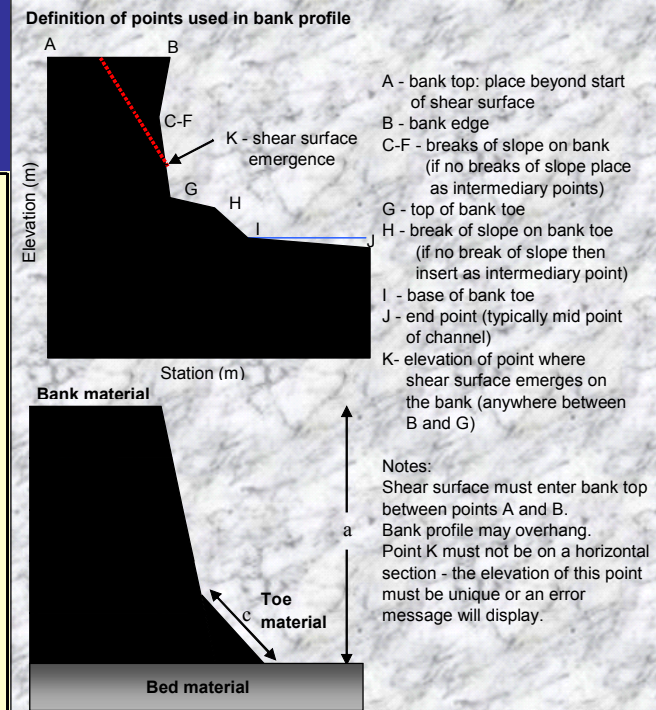 Definition of points used in bank profile
A
B
C-F
K - shear surface
emergence
G
H
I
J
Elevation (m)
Station (m)
A - bank top: place beyond start
of shear surface
B - bank edge
C-F - breaks of slope on bank
(if no breaks of slope place
as intermediary points)
G - top of bank toe
H - break of slope on bank toe
(if no break of slope then
insert as intermediary point)
I - base of bank toe
J - end point (typically mid point
of channel)
K- elevation of point where
shear surface emerges on
the bank (anywhere between
B and G)
Notes:
Shear surface must enter bank top
between points A and B.
Bank profile may overhang.
Point K must not be on a horizontal
section - the elevation of this point
must be unique or an error
message will display.
Bank material
a
c
Toe
material
Bed material